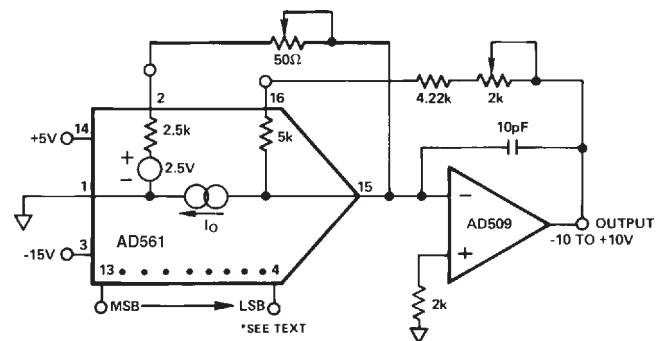 50Ω
2
16
4.22k
2k
10pF
14
+5V
2.5k
+
−
2.5V
5k
1
15
IO
AD561
−
AD509
+
OUTPUT
-10 TO +10V
3
-15V
13
4
MSB
LSB
*SEE TEXT
2k